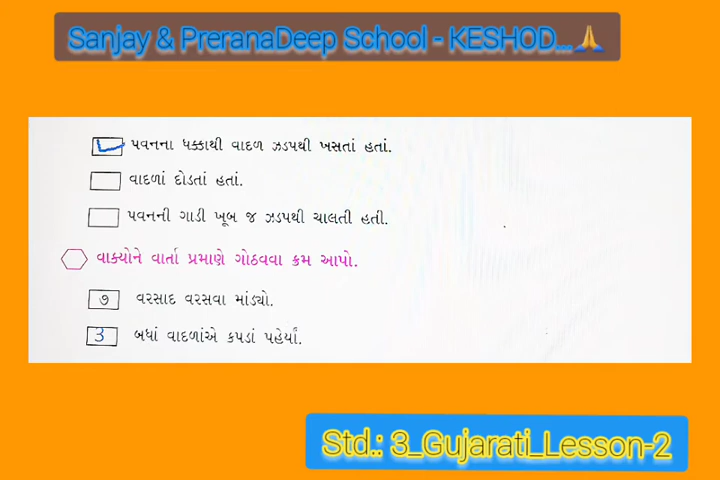 Sanjay & PreranaDeep School - KESHOD...🙏
પવનના ધક્કાથી વાદળ ઝડપથી ખસતાં હતાં.
વાદળાં દોડતાં હતાં.
પવનની ગાડી ખૂબ જ ઝડપથી ચાલતી હતી.
વાક્યોને વાર્તા પ્રમાણે ગોઠવવા ક્રમ આપો.
૭ વરસાદ વરસવા માંડ્યો.
3 બધાં વાદળાંએ કપડાં પહેર્યાં.
Std.: 3_Gujarati_Lesson-2